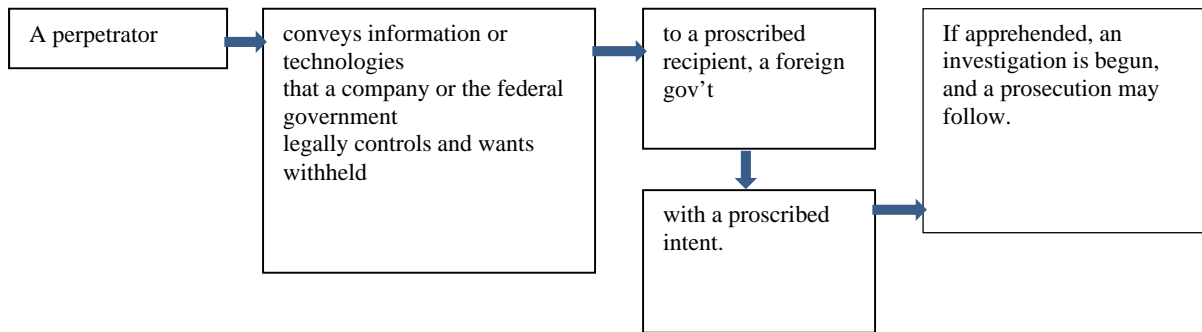 A perpetrator
conveys information or
technologies
that a company or the federal
government
legally controls and wants
withheld
to a proscribed
recipient, a foreign
gov’t
with a proscribed
intent.
If apprehended, an
investigation is begun,
and a prosecution may
follow.